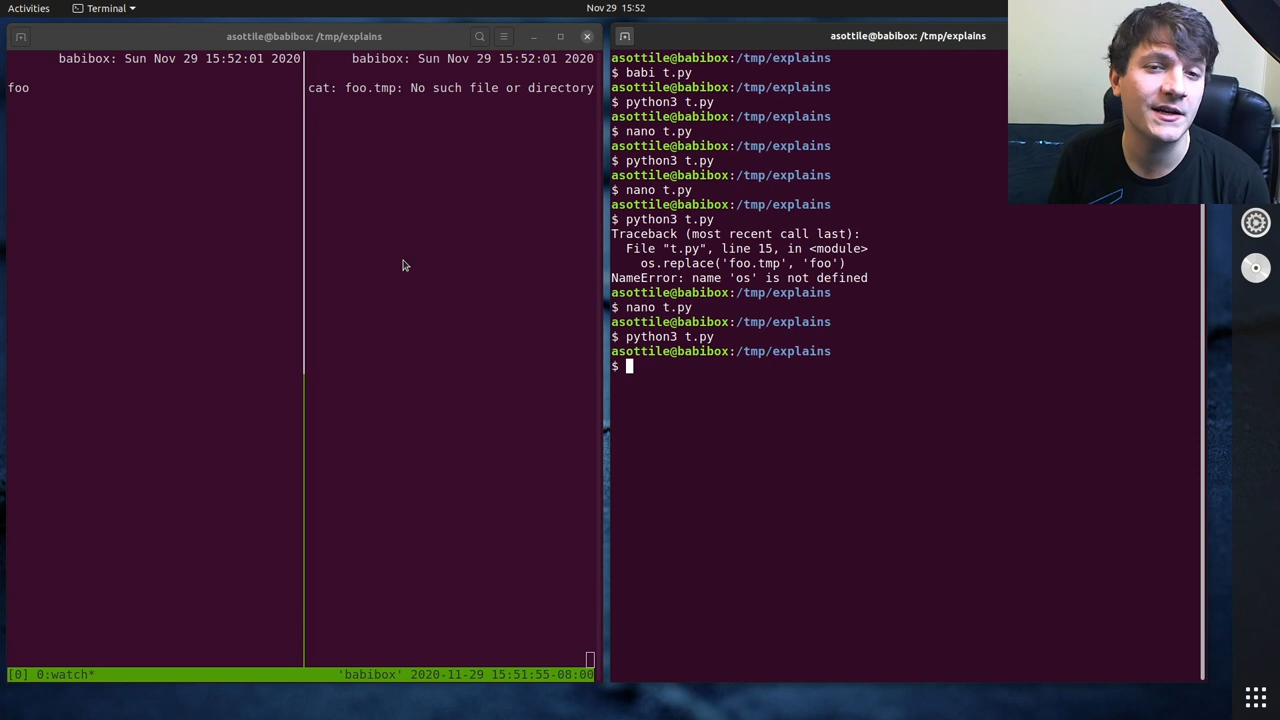 Activities
Terminal
Nov 29 15:52
asottile@babibox: /tmp/explains
babibox: Sun Nov 29 15:52:01 2020
foo
babibox: Sun Nov 29 15:52:01 2020
cat: foo.tmp: No such file or directory
[0] 0:watch*
'babibox' 2020-11-29 15:51:55-08:00
asottile@babibox: /tmp/explains
asottile@babibox:/tmp/explains
$ babi t.py
asottile@babibox:/tmp/explains
$ python3 t.py
asottile@babibox:/tmp/explains
$ nano t.py
asottile@babibox:/tmp/explains
$ python3 t.py
asottile@babibox:/tmp/explains
$ nano t.py
asottile@babibox:/tmp/explains
$ python3 t.py
Traceback (most recent call last):
  File "t.py", line 15, in <module>
    os.replace('foo.tmp', 'foo')
NameError: name 'os' is not defined
asottile@babibox:/tmp/explains
$ nano t.py
asottile@babibox:/tmp/explains
$ python3 t.py
asottile@babibox:/tmp/explains
$